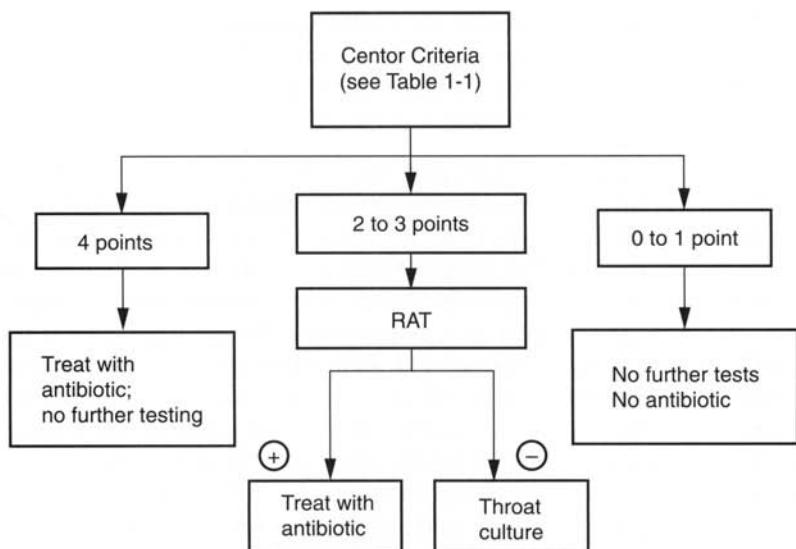 Centor Criteria
(see Table 1-1)
4 points
2 to 3 points
0 to 1 point
RAT
Treat with
antibiotic;
no further testing
No further tests
No antibiotic
+
−
Treat with
antibiotic
Throat
culture